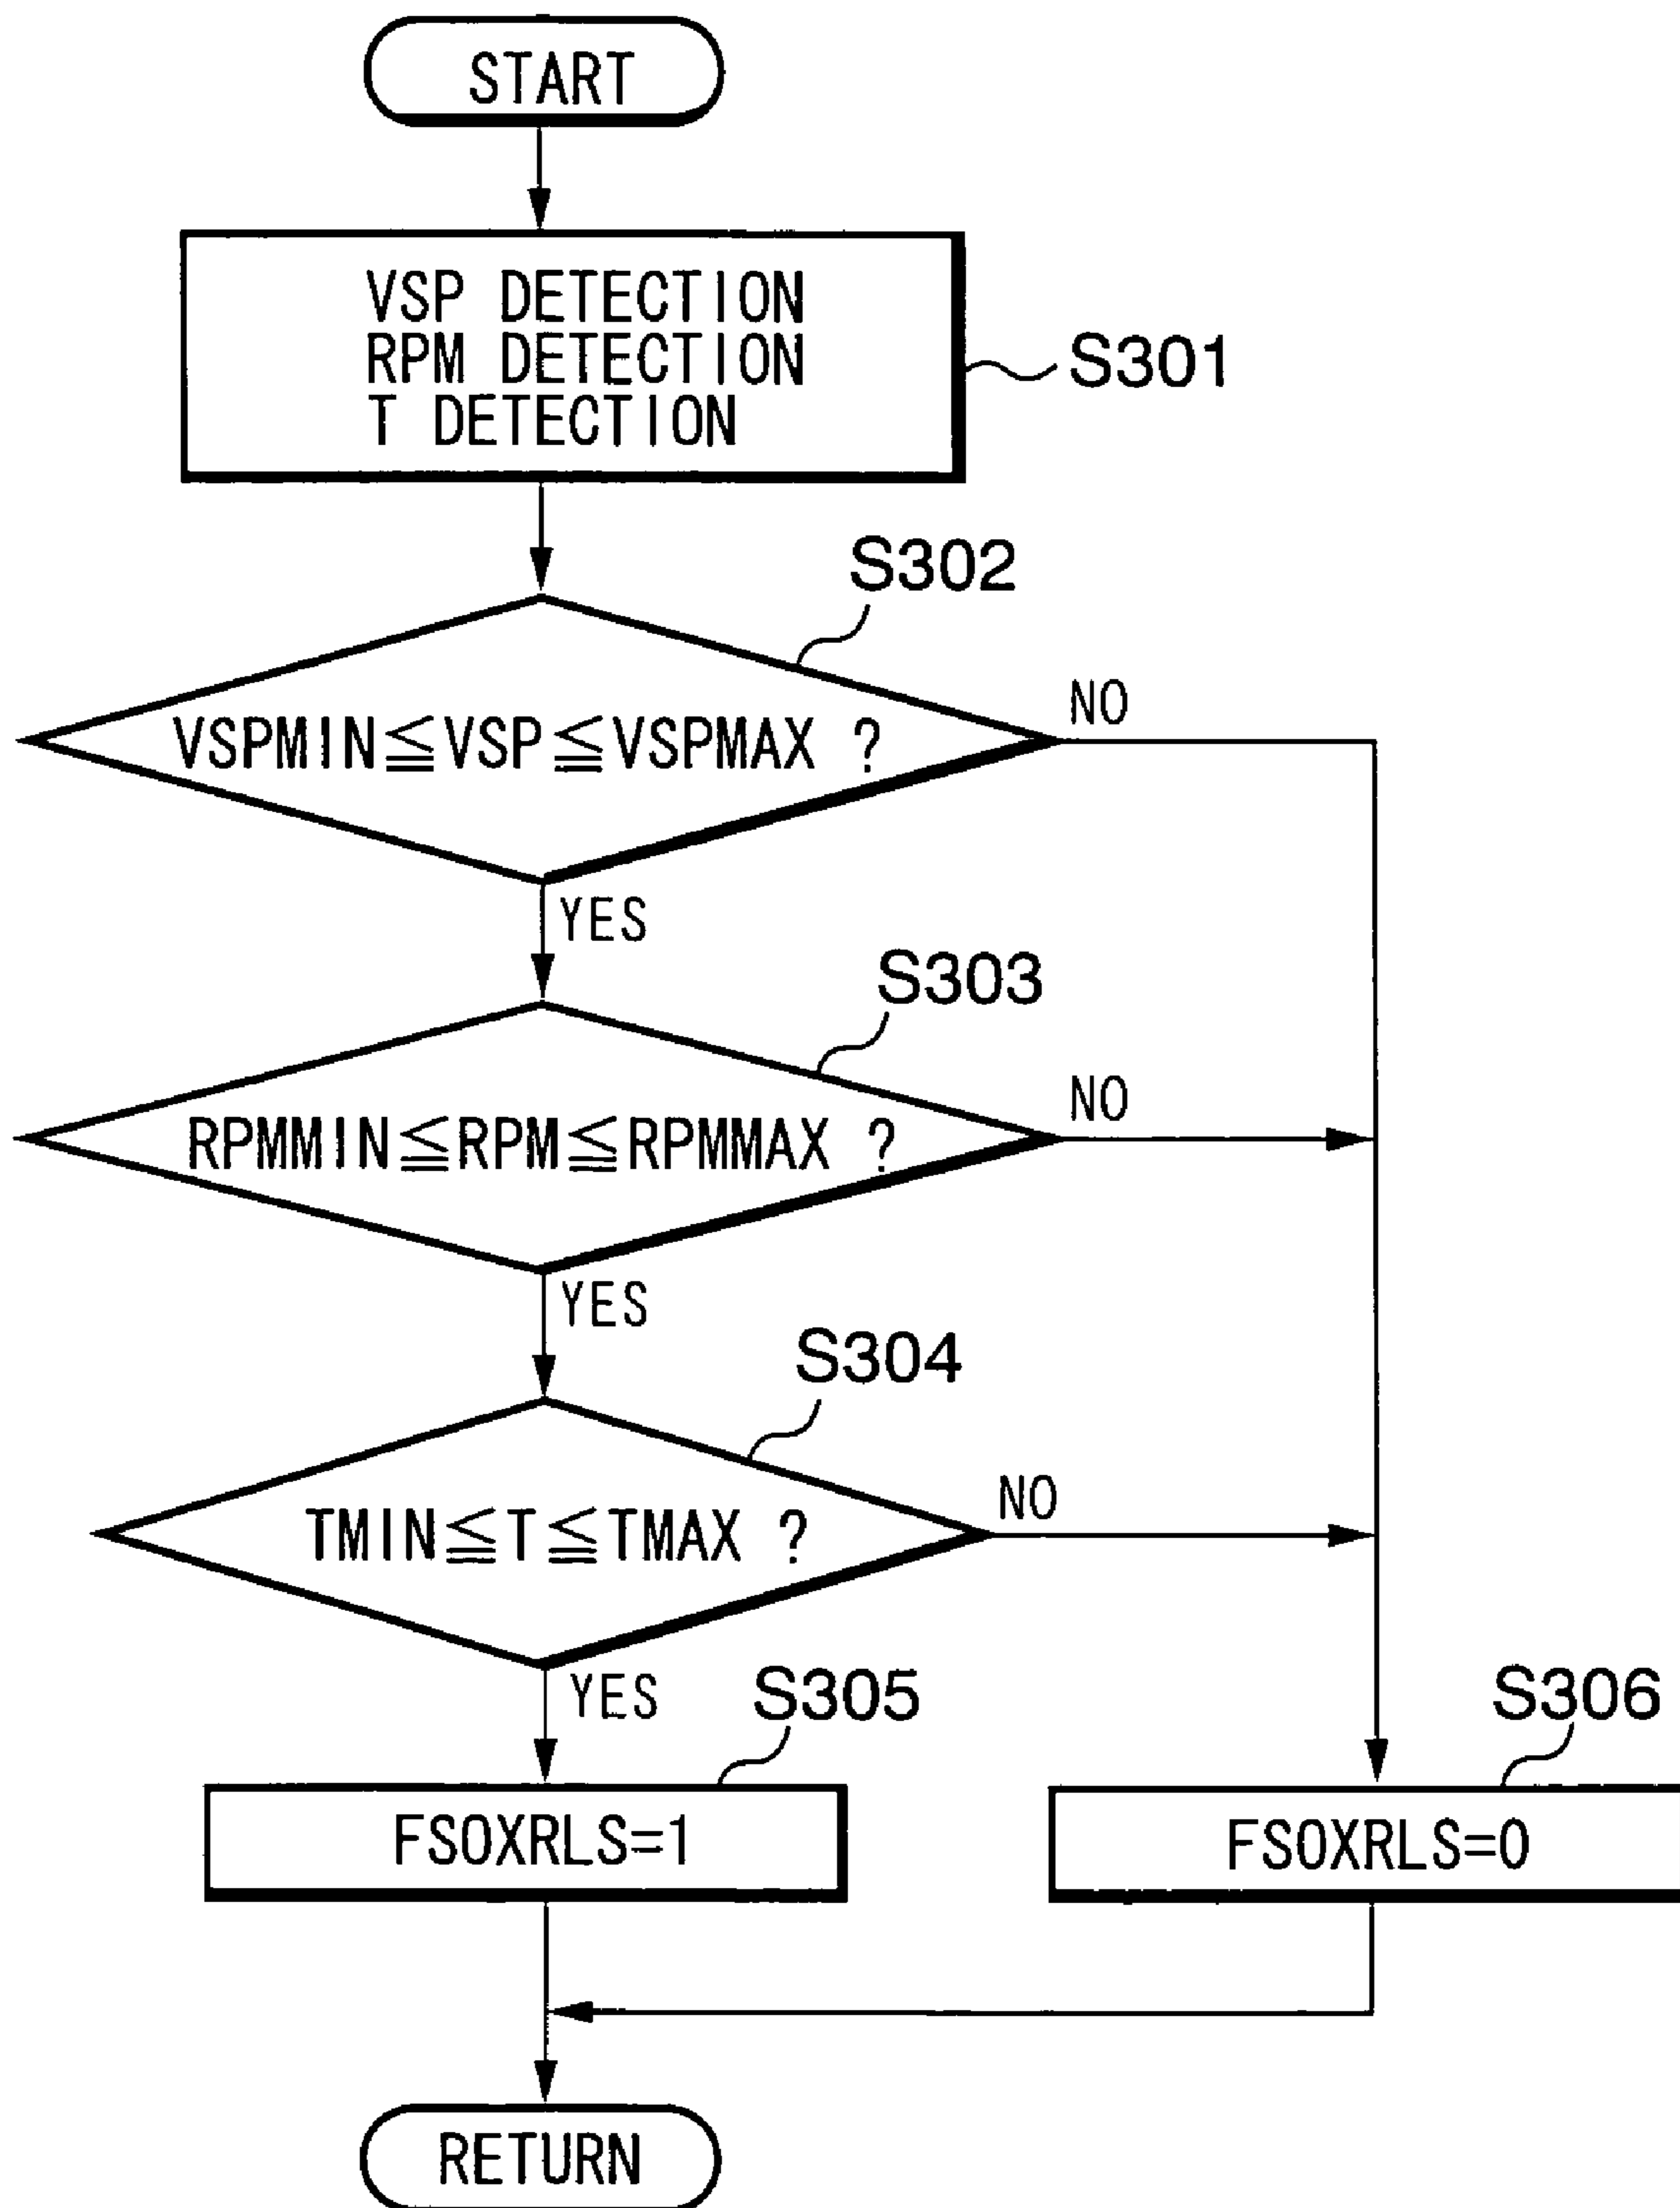 START
VSP DETECTION
RPM DETECTION
T DETECTION
S301
S302
VSPMIN≦VSP≦VSPMAX ?
NO
YES
S303
RPMMIN≦RPM≦RPMMAX ?
NO
YES
S304
TMIN≦T≦TMAX ?
NO
YES
S305
S306
FSOXRLS=1
FSOXRLS=0
RETURN